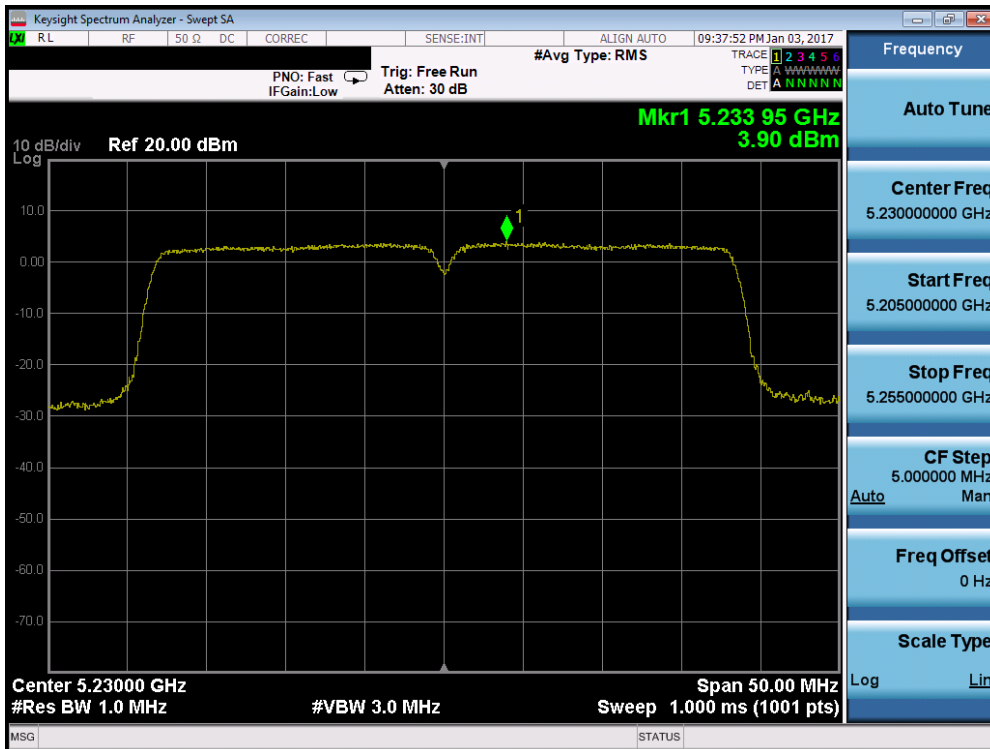 Keysight Spectrum Analyzer - Swept SA
LXI RL RF 50 Ω DC CORREC SENSE:INT ALIGN AUTO 09:37:52 PM Jan 03, 2017
#Avg Type: RMS TRACE 1 2 3 4 5 6
PNO: Fast Trig: Free Run TYPE A WWWWW
IFGain:Low Atten: 30 dB DET A N N N N N
Mkr1 5.233 95 GHz
3.90 dBm
10 dB/div Ref 20.00 dBm
Log
10.0
1
0.00
-10.0
-20.0
-30.0
-40.0
-50.0
-60.0
-70.0
Center 5.23000 GHz Span 50.00 MHz
#Res BW 1.0 MHz #VBW 3.0 MHz Sweep 1.000 ms (1001 pts)
MSG STATUS
Frequency
Auto Tune
Center Freq
5.230000000 GHz
Start Freq
5.205000000 GHz
Stop Freq
5.255000000 GHz
CF Step
5.000000 MHz
Auto Man
Freq Offset
0 Hz
Scale Type
Log Lin